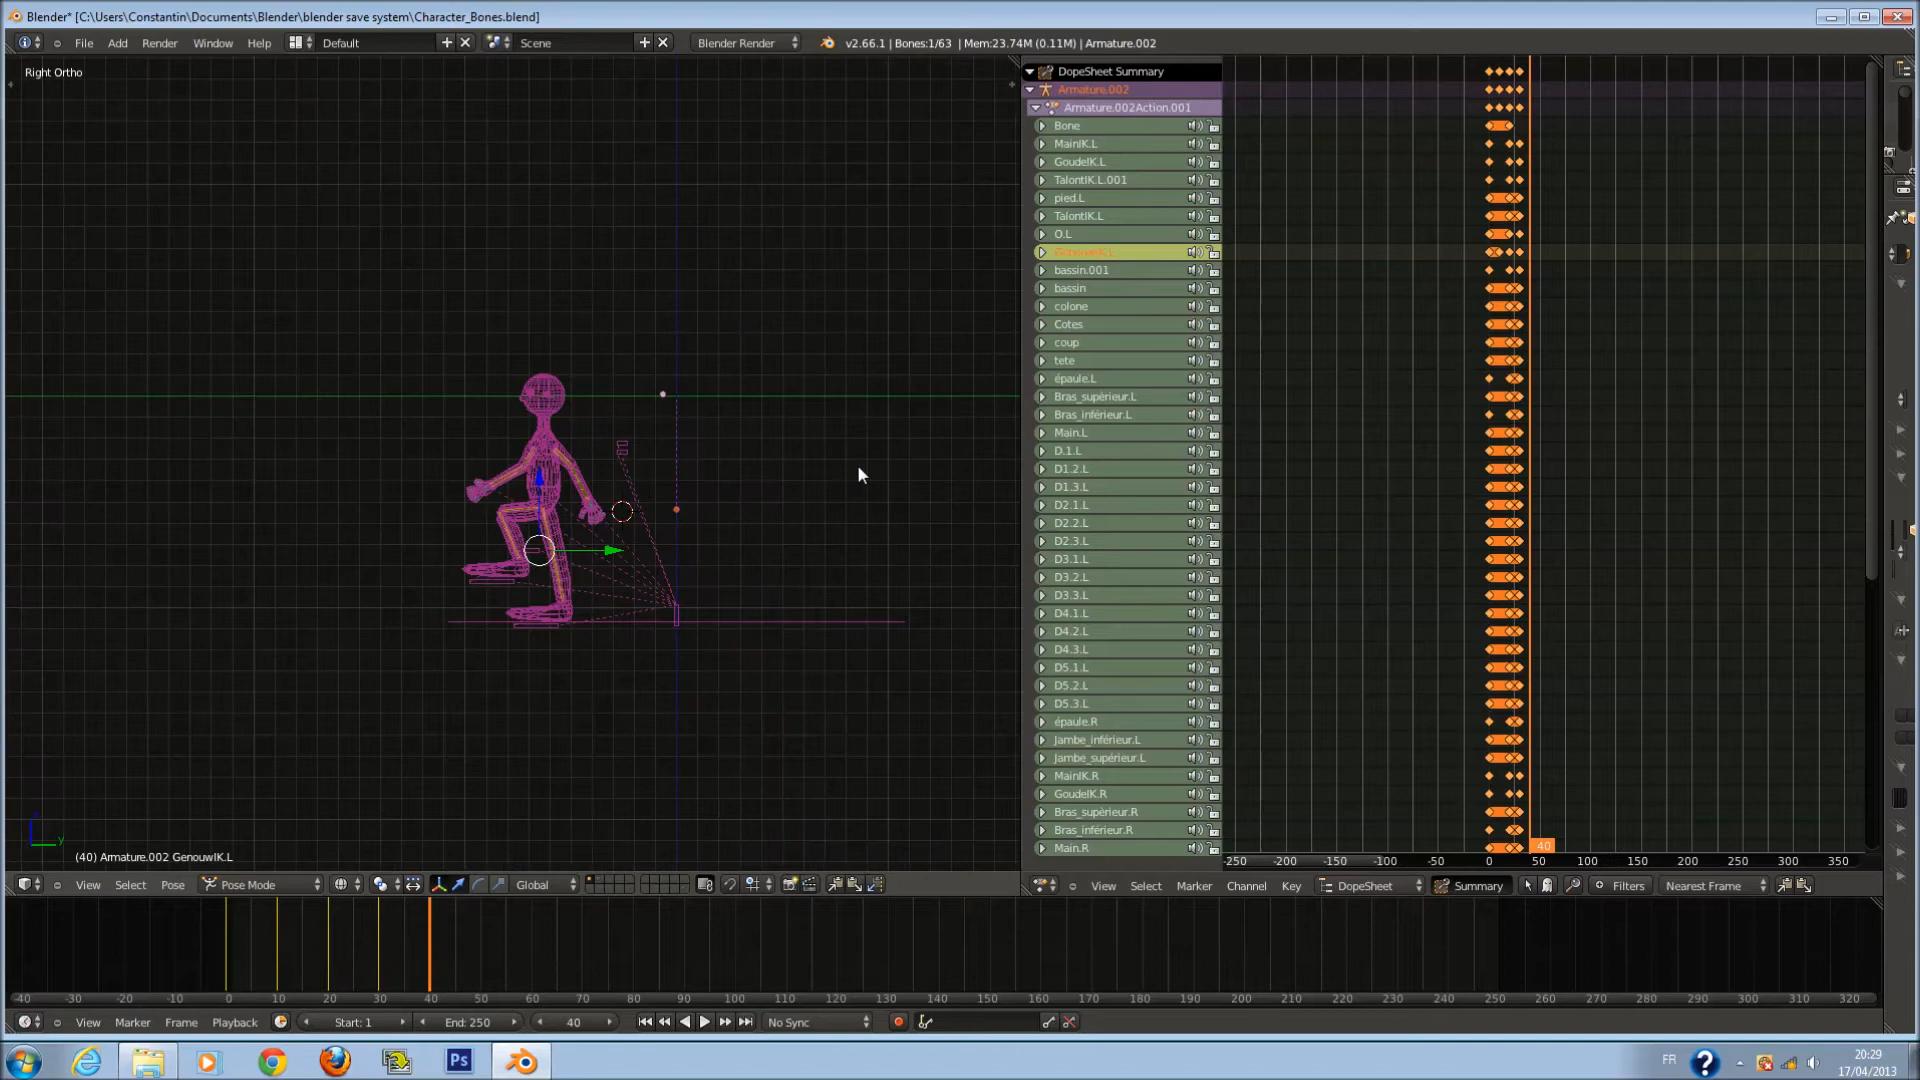 Blender* [C:\Users\Constantin\Documents\Blender\blender save system\Character_Bones.blend]
File Add Render Window Help Default Scene Blender Render v2.66.1 | Bones:1/63 | Mem:23.74M (0.11M) | Armature.002
Right Ortho
DopeSheet Summary
Armature.002
Armature.002Action.001
Bone
MainIK.L
GoudeIK.L
TalontIK.L.001
pied.L
TalontIK.L
O.L
GenouwIK.L
bassin.001
bassin
colone
Cotes
coup
tete
épaule.L
Bras_supèrieur.L
Bras_inférieur.L
Main.L
D.1.L
D1.2.L
D1.3.L
D2.1.L
D2.2.L
D2.3.L
D3.1.L
D3.2.L
D3.3.L
D4.1.L
D4.2.L
D4.3.L
D5.1.L
D5.2.L
D5.3.L
épaule.R
Jambe_inférieur.L
Jambe_supérieur.L
MainIK.R
GoudeIK.R
Bras_supèrieur.R
Bras_inférieur.R
Main.R
40
-250 -200 -150 -100 -50 0 50 100 150 200 250 300 350
z
y
(40) Armature.002 GenouwIK.L
View Select Pose Pose Mode Global
View Select Marker Channel Key DopeSheet Summary Filters Nearest Frame
-40 -30 -20 -10 0 10 20 30 40 50 60 70 80 90 100 110 120 130 140 150 160 170 180 190 200 210 220 230 240 250 260 270 280 290 300 310 320
View Marker Frame Playback Start: 1 End: 250 40 No Sync
Ps
FR
20:29
17/04/2013